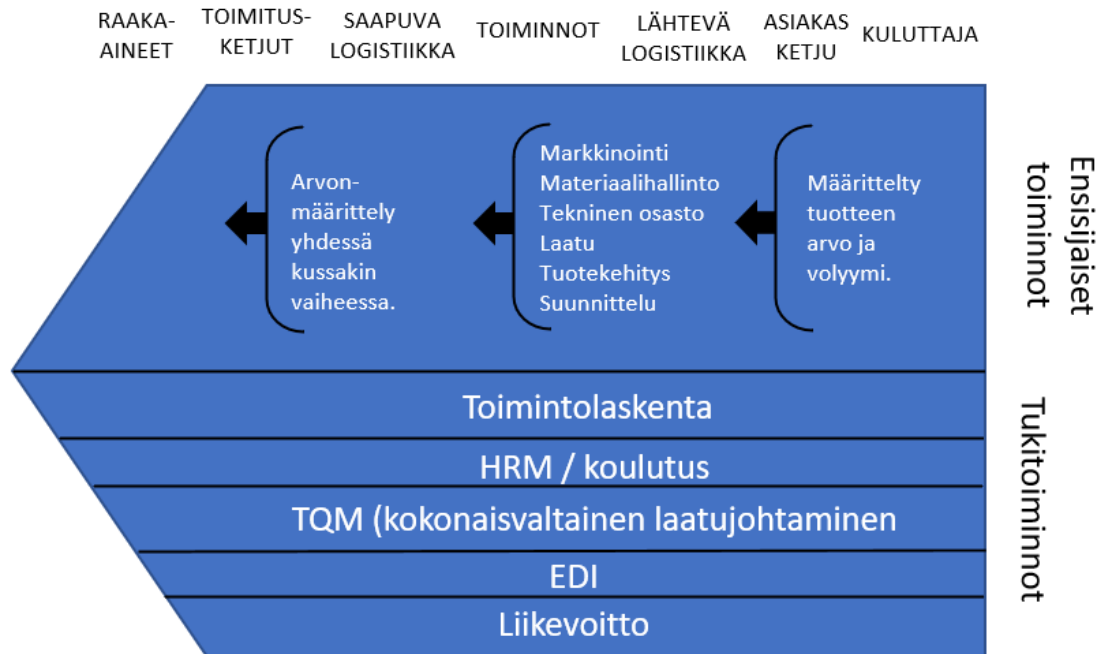 RAAKA-
AINEET
TOIMITUS-
KETJUT
SAAPUVA
LOGISTIIKKA
TOIMINNOT
LÄHTEVÄ
LOGISTIIKKA
ASIAKAS
KETJU
KULUTTAJA
Arvon-
määrittely
yhdessä
kussakin
vaiheessa.
Markkinointi
Materiaalihallinto
Tekninen osasto
Laatu
Tuotekehitys
Suunnittelu
Määrittelty
tuotteen
arvo ja
volyymi.
Ensisijaiset
toiminnot
Toimintolaskenta
HRM / koulutus
TQM (kokonaisvaltainen laatujohtaminen
EDI
Liikevoitto
Tukitoiminnot